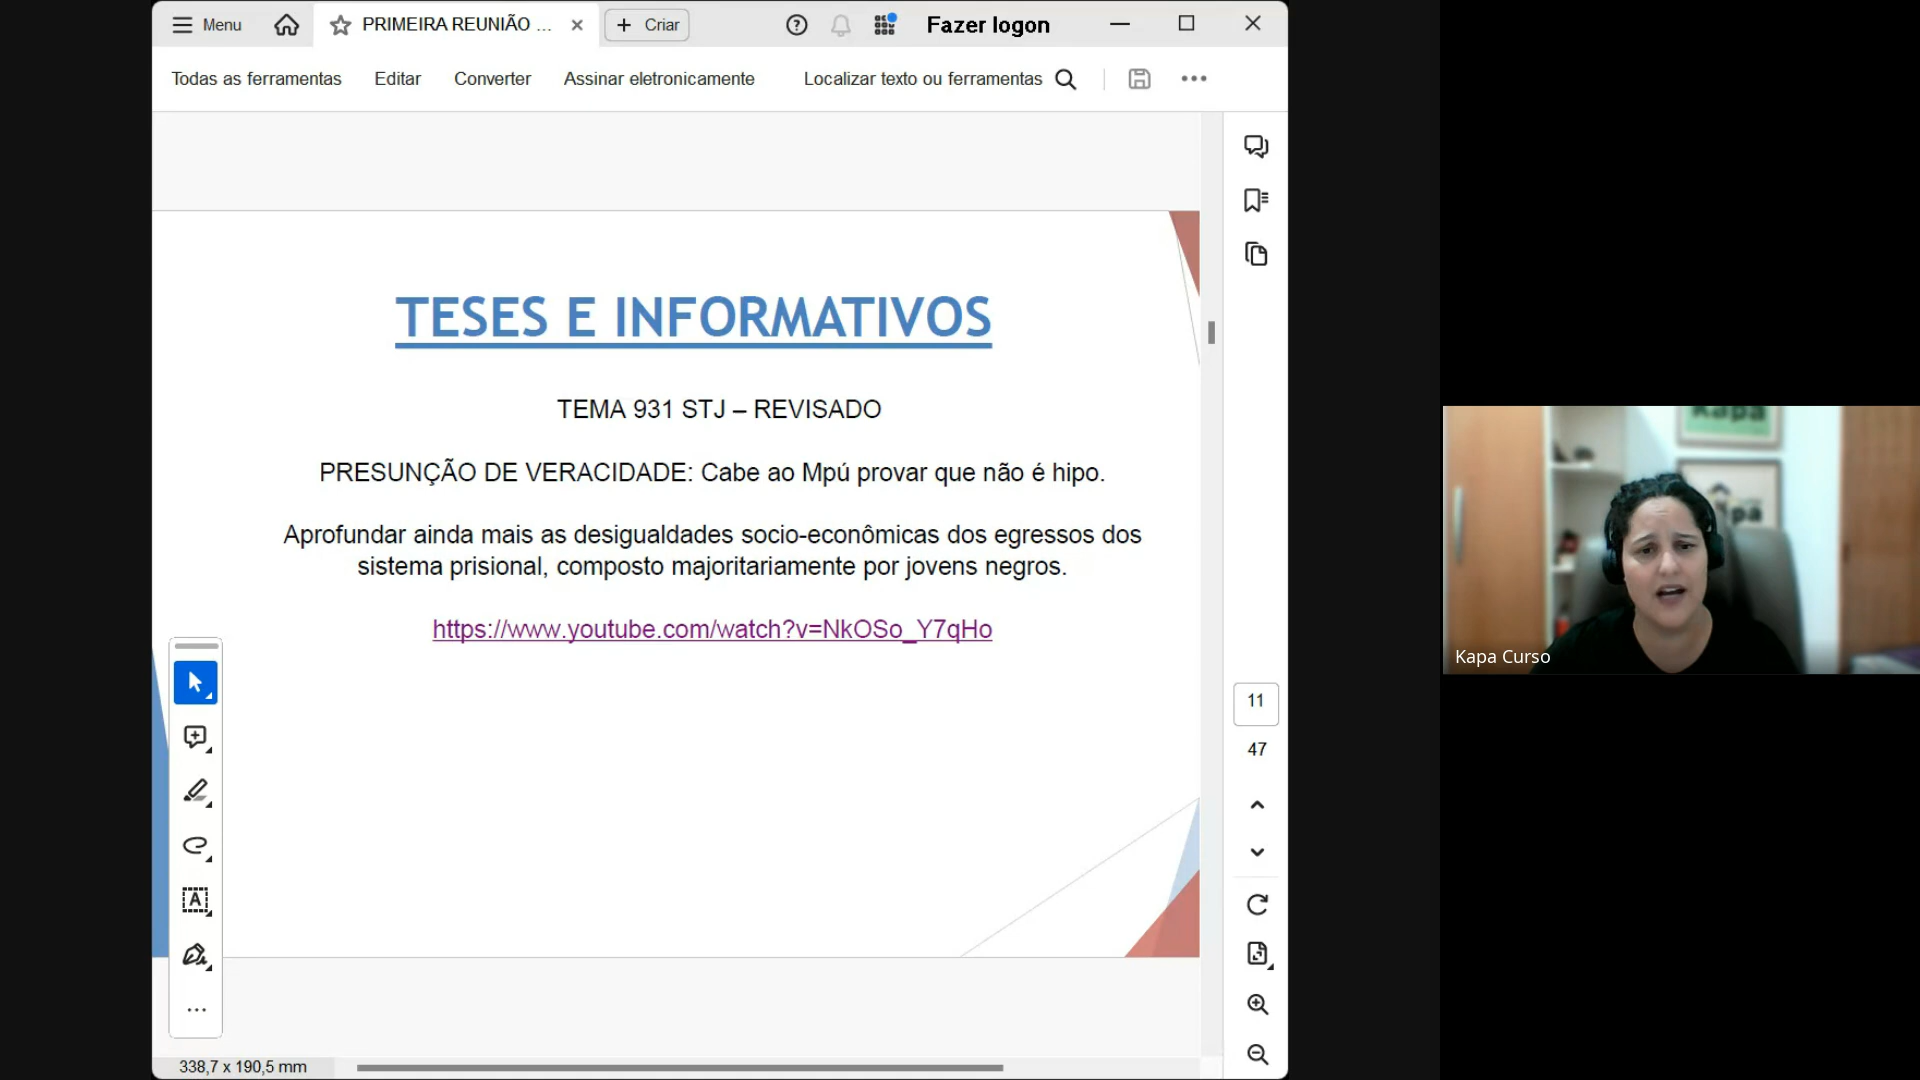 Menu
PRIMEIRA REUNIÃO ...
Criar
Fazer logon
Todas as ferramentas
Editar
Converter
Assinar eletronicamente
Localizar texto ou ferramentas
TESES E INFORMATIVOS
TEMA 931 STJ – REVISADO
PRESUNÇÃO DE VERACIDADE: Cabe ao Mpú provar que não é hipo.
Aprofundar ainda mais as desigualdades socio-econômicas dos egressos dos
sistema prisional, composto majoritariamente por jovens negros.
https://www.youtube.com/watch?v=NkOSo_Y7qHo
11
47
338,7 x 190,5 mm
Kapa
Kapa Curso